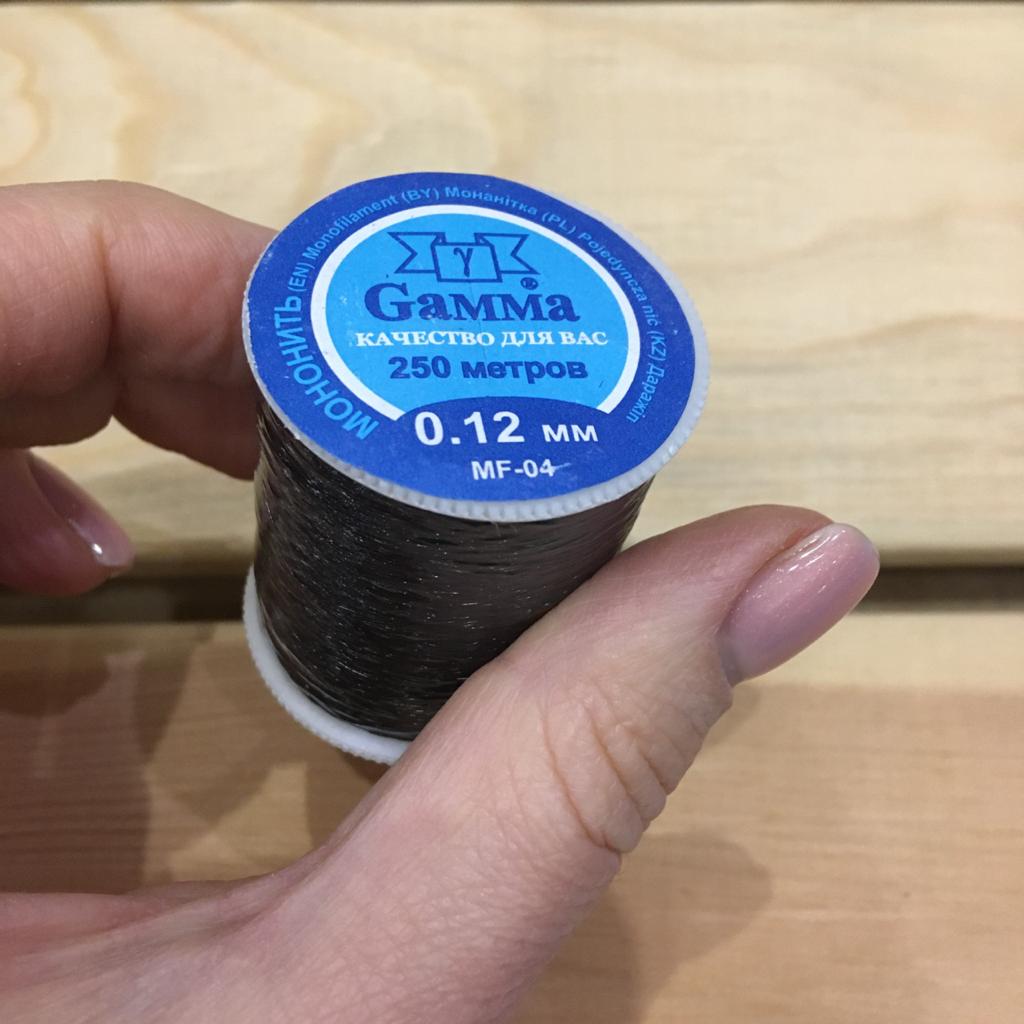 МОНОНИТЬ (EN) Monofilament (BY) Монанітка (PL) Pojedyncza nić (KZ) Даражіп
γ
Gамма®
КАЧЕСТВО ДЛЯ ВАС
250 метров
0.12 мм
MF-04